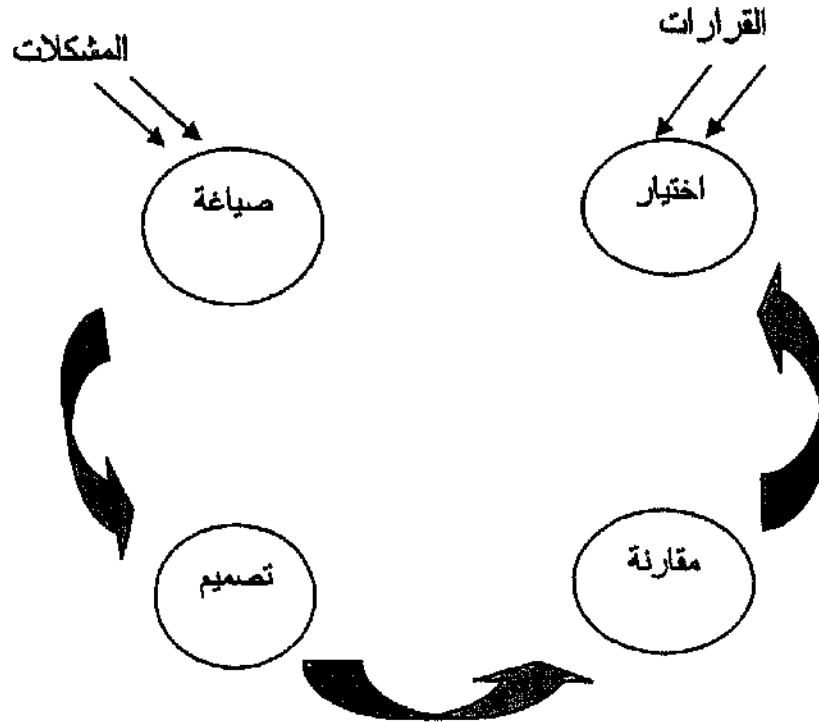 القرارات
المشكلات
اختيار
صياغة
مقارنة
تصميم